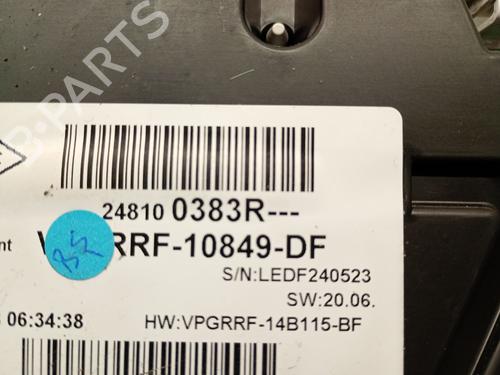 B-PARTS
24810 0383R---
RRF-10849-DF
S/N:LEDF240523
SW:20.06.
06:34:38 HW:VPGRRF-14B115-BF